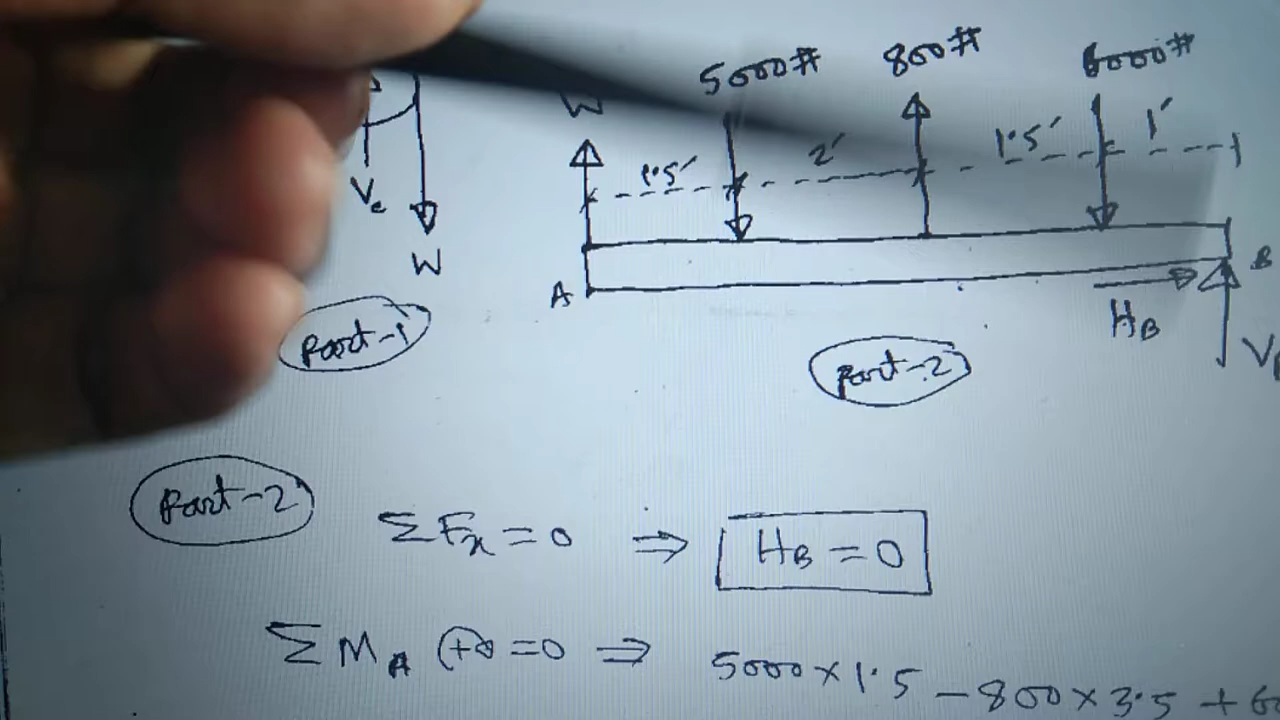 5000# 800# 6000#
W
1.5′ 2′ 1.5′ 1′
Vc
W
A B
HB
Part-1
Part-2
Part-2 ΣFx = 0 ⇒ HB = 0
ΣMA (+) = 0 ⇒ 5000 × 1.5 - 800 × 3.5 +